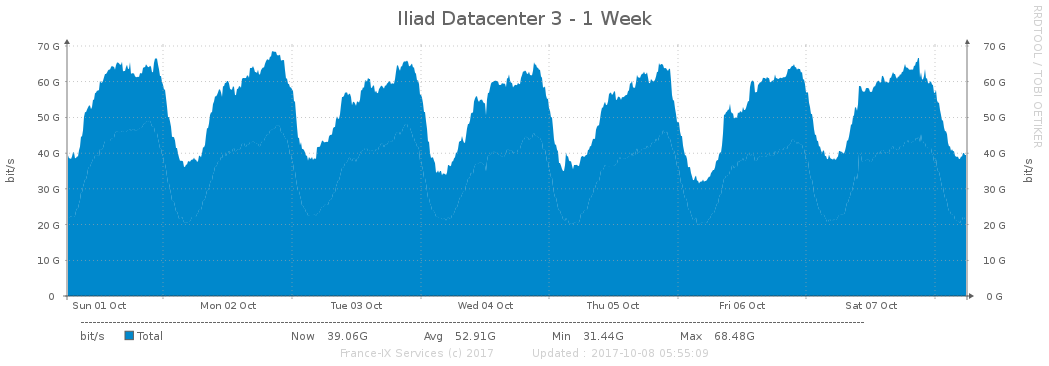 Iliad Datacenter 3 - 1 Week
RRDTOOL / TOBI OETIKER
bit/s
70 G
60 G
50 G
40 G
30 G
20 G
10 G
0
70 G
60 G
50 G
40 G
30 G
20 G
10 G
0 G
bit/s
Sun 01 Oct Mon 02 Oct Tue 03 Oct Wed 04 Oct Thu 05 Oct Fri 06 Oct Sat 07 Oct
bit/s Total Now 39.06G Avg 52.91G Min 31.44G Max 68.48G
France-IX Services (c) 2017 Updated : 2017-10-08 05:55:09